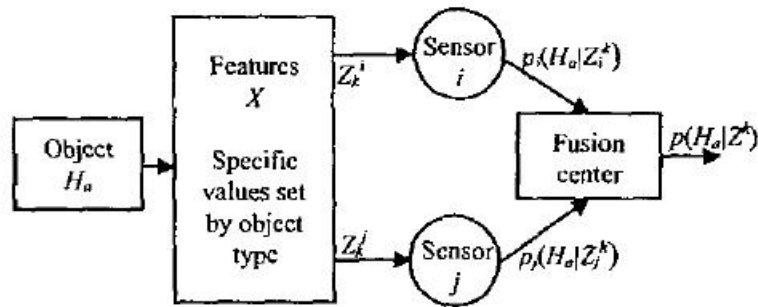 Object
Hₐ
Features
X
Specific
values set
by object
type
Zₖⁱ
Zₖʲ
Sensor
i
Sensor
j
pᵢ(Hₐ|Zᵢᵏ)
pⱼ(Hₐ|Zⱼᵏ)
Fusion
center
p(Hₐ|Zᵏ)